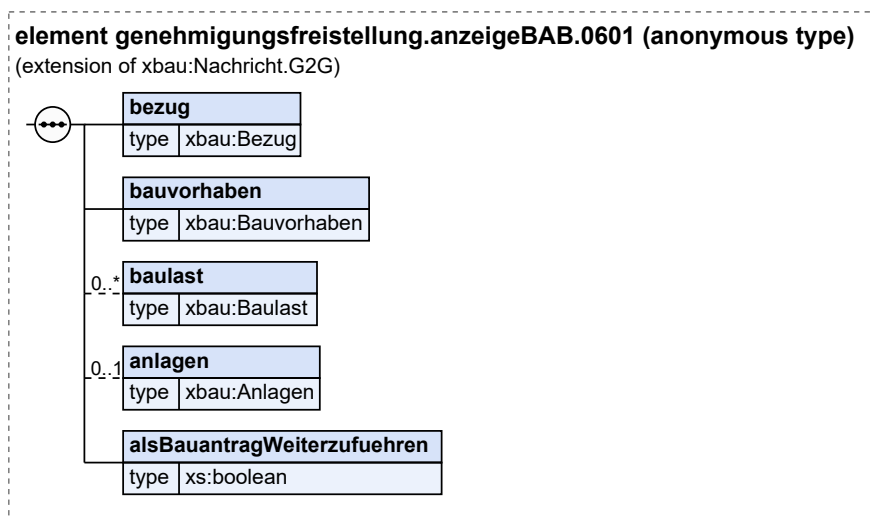 element genehmigungsfreistellung.anzeigeBAB.0601 (anonymous type)
(extension of xbau:Nachricht.G2G)
bezug
type xbau:Bezug
bauvorhaben
type xbau:Bauvorhaben
0..* baulast
type xbau:Baulast
0..1 anlagen
type xbau:Anlagen
alsBauantragWeiterzufuehren
type xs:boolean